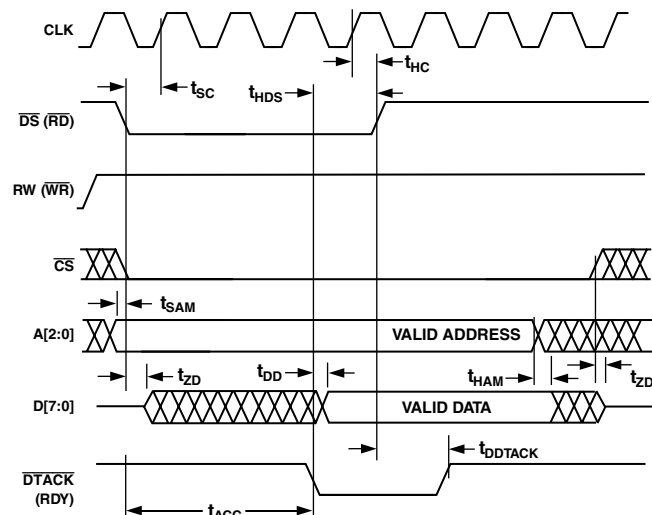 CLK
tSC
tHDS
tHC
DS (RD)
RW (WR)
CS
tSAM
A[2:0]
VALID ADDRESS
tZD
tDD
tHAM
tZD
D[7:0]
VALID DATA
tDDTACK
DTACK
(RDY)
tACC